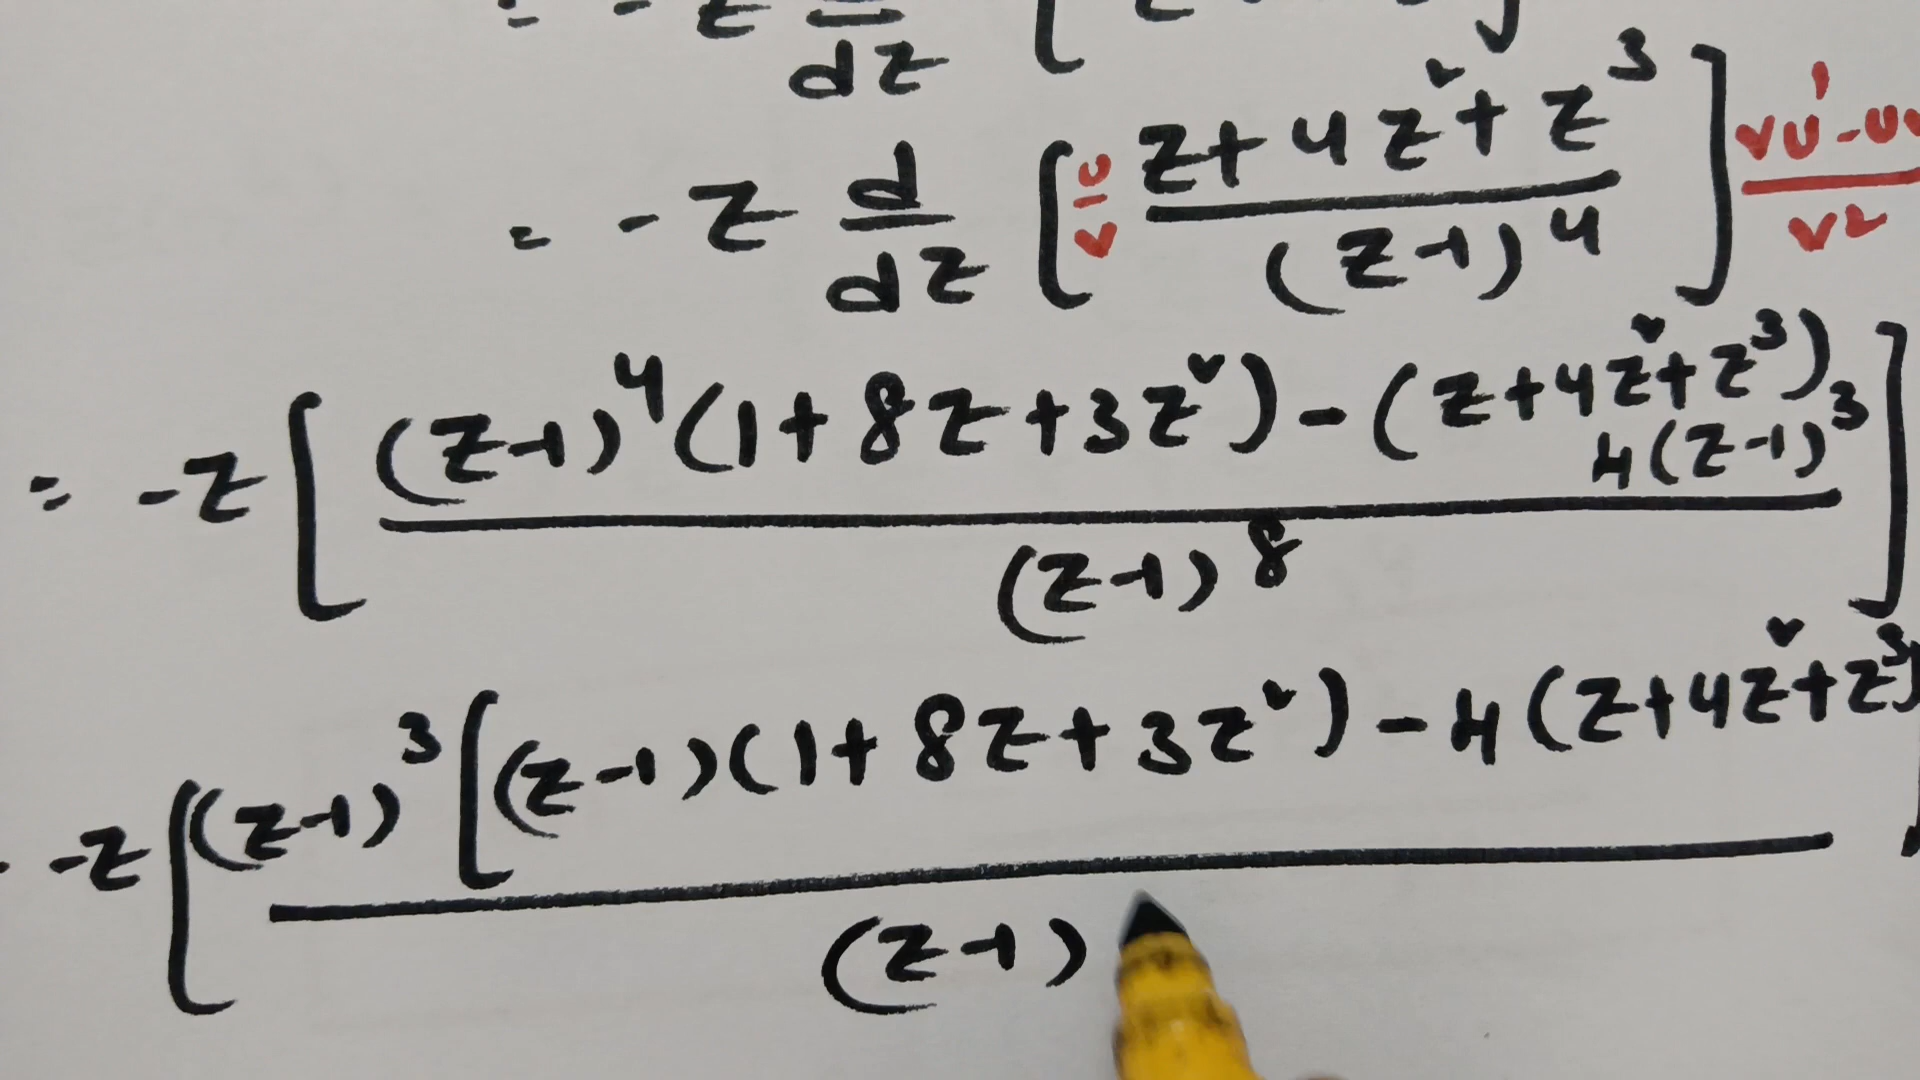 = -z d/dz [
= -z d/dz [ u/v (z+4z²+z³)/(z-1)⁴ ] (vu'-uv)/v²
= -z [ ((z-1)⁴(1+8z+3z²)-(z+4z²+z³)4(z-1)³)/(z-1)⁸ ]
-z [ (z-1)³[(z-1)(1+8z+3z²)-4(z+4z²+z³)]/(z-1)